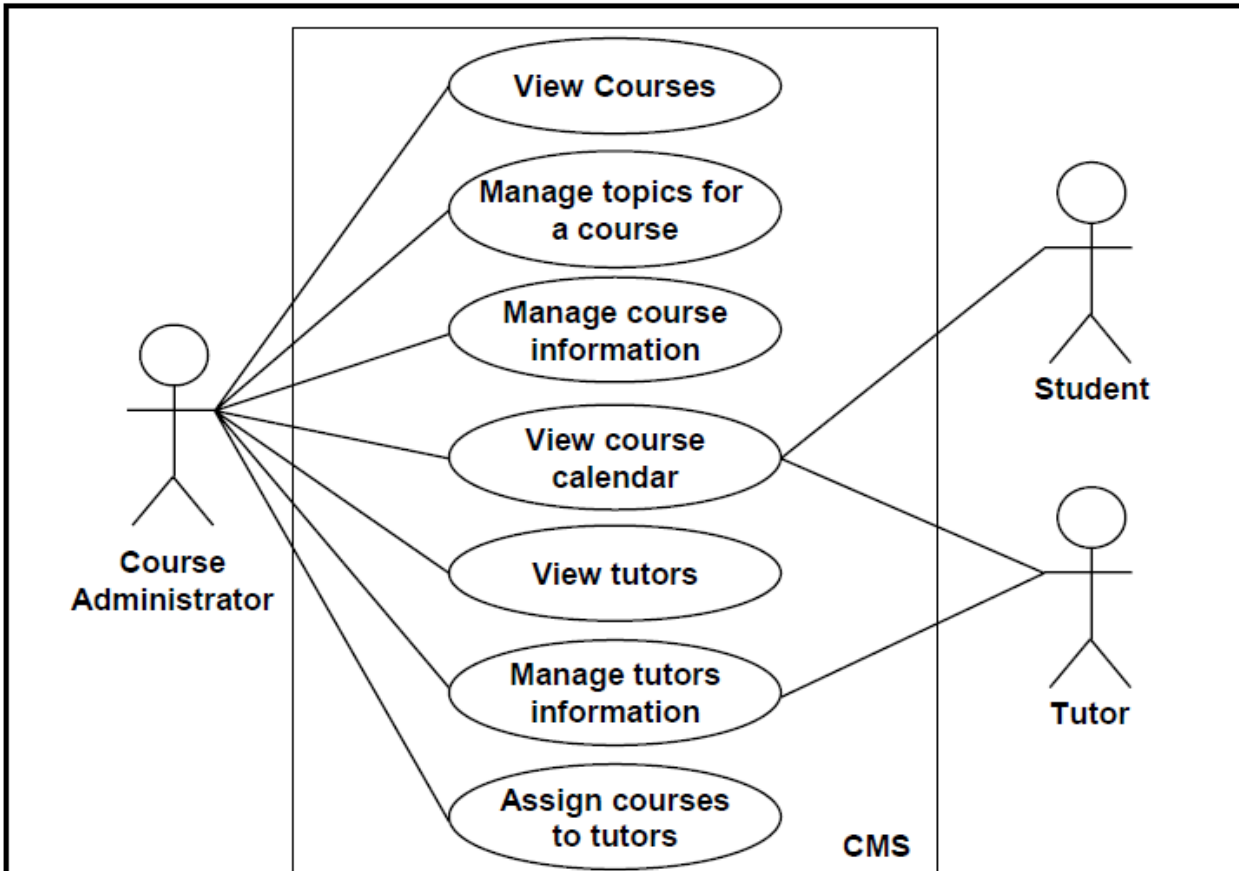 View Courses
Manage topics for
a course
Manage course
information
View course
calendar
View tutors
Manage tutors
information
Assign courses
to tutors
CMS
Course
Administrator
Student
Tutor